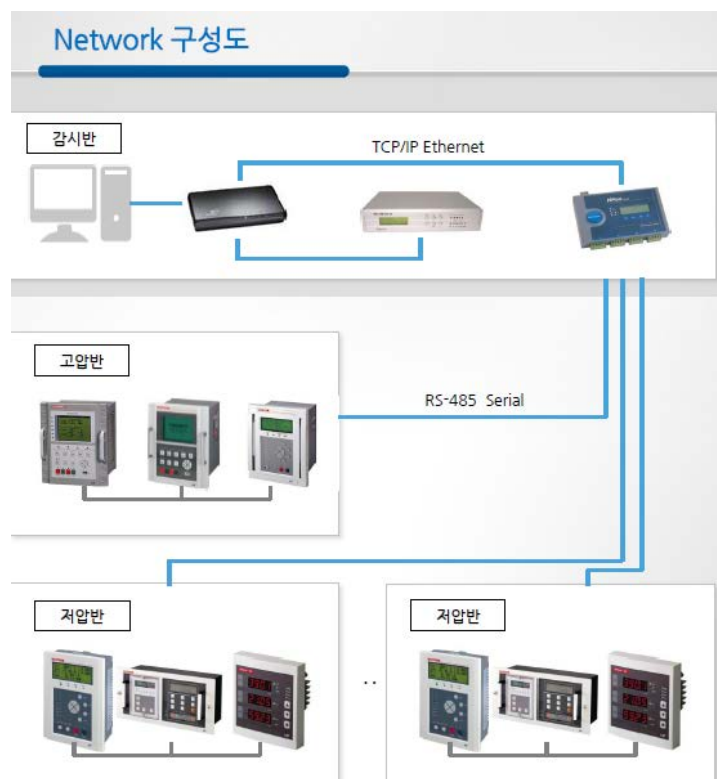 Network 구성도
감시반
TCP/IP Ethernet
고압반
RS-485 Serial
저압반
..
저압반